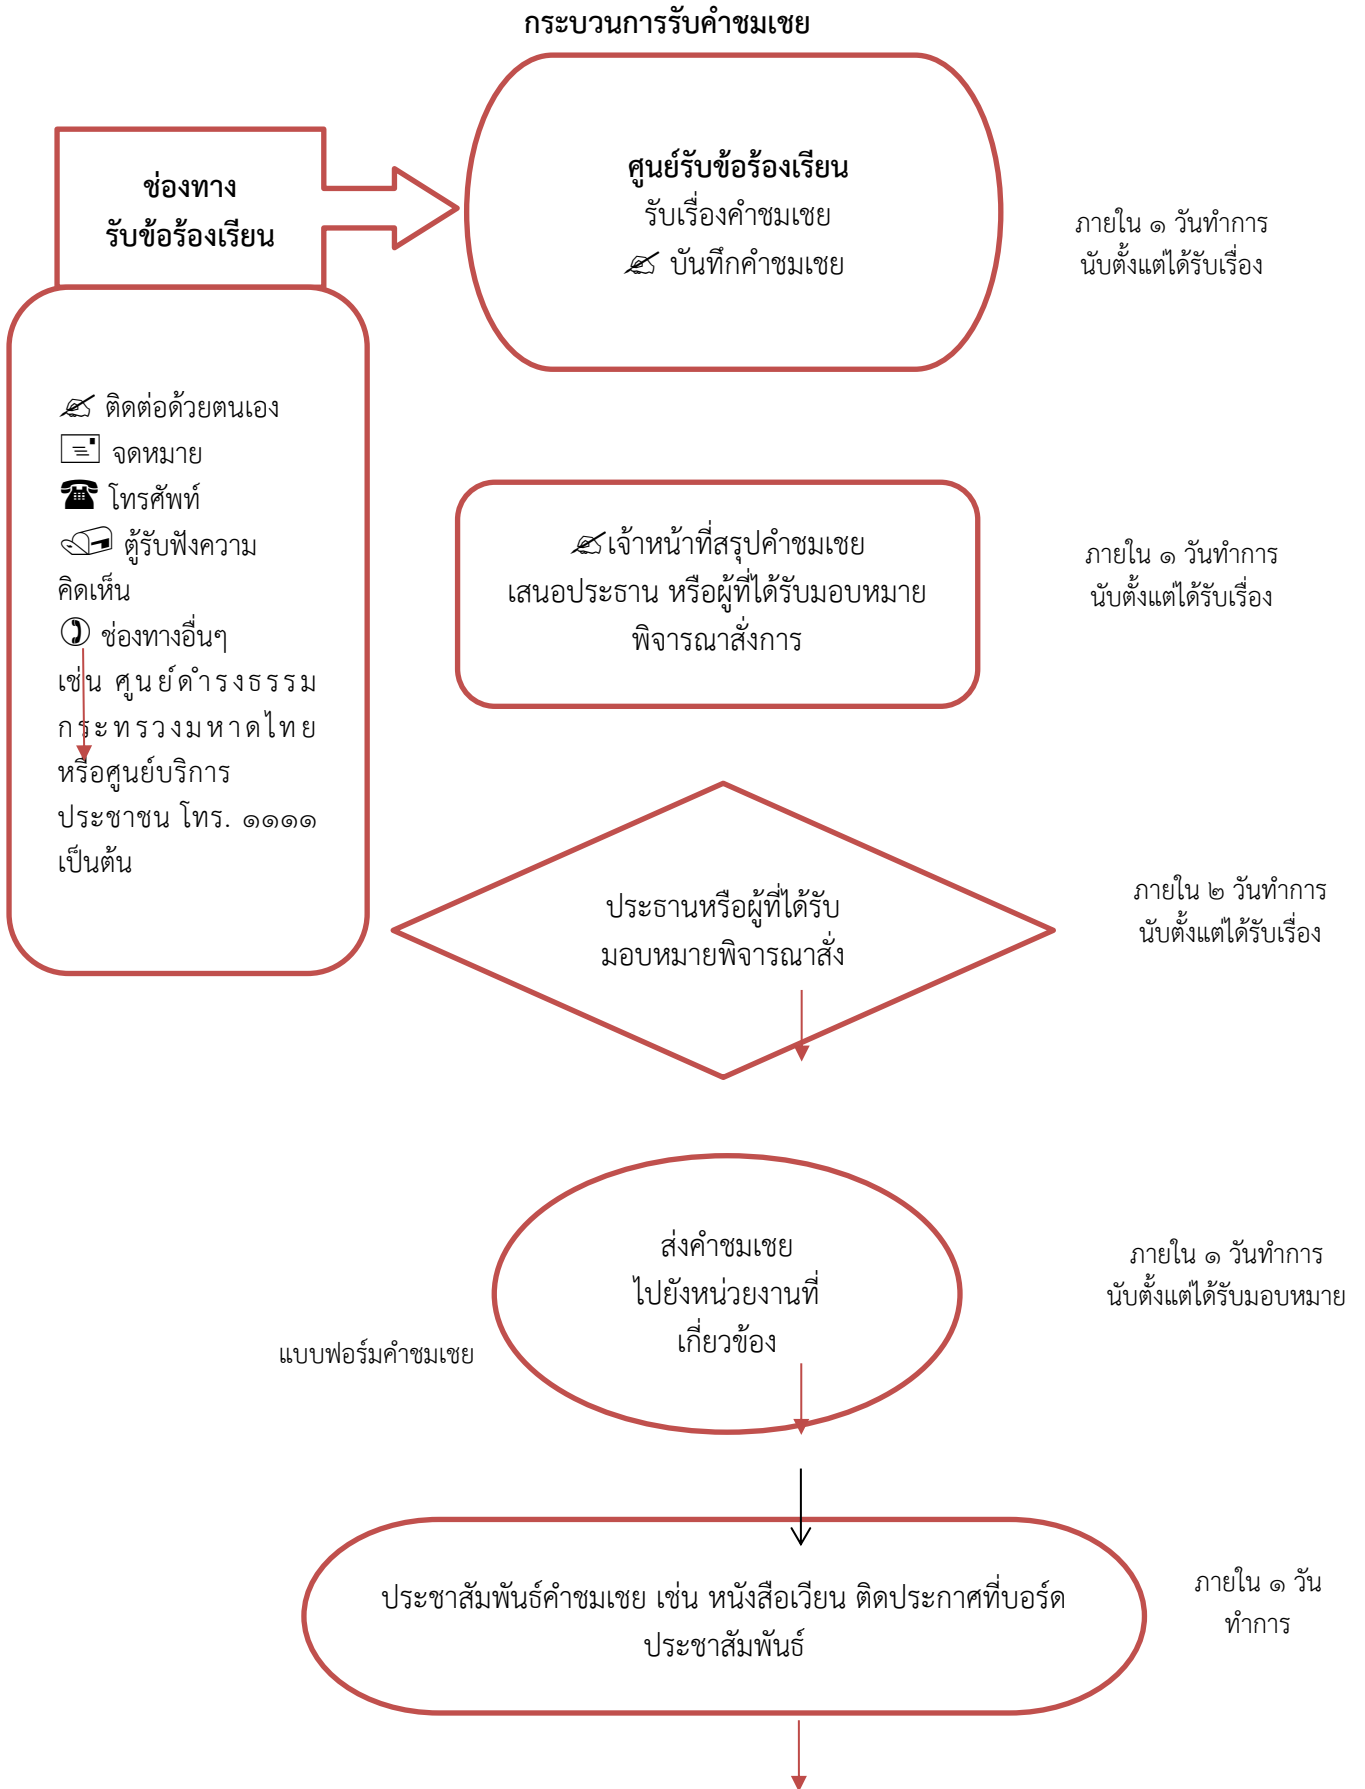 กระบวนการรับคำชมเชย
ช่องทาง
รับข้อร้องเรียน
ศูนย์รับข้อร้องเรียน
รับเรื่องคำชมเชย
บันทึกคำชมเชย
ภายใน ๑ วันทำการ
นับตั้งแต่ได้รับเรื่อง
ติดต่อด้วยตนเอง
จดหมาย
โทรศัพท์
ตู้รับฟังความ
คิดเห็น
ช่องทางอื่นๆ
เช่น ศูนย์ดำรงธรรม
กระทรวงมหาดไทย
หรือศูนย์บริการ
ประชาชน โทร. ๑๑๑๑
เป็นต้น
เจ้าหน้าที่สรุปคำชมเชย
เสนอประธาน หรือผู้ที่ได้รับมอบหมาย
พิจารณาสั่งการ
ภายใน ๑ วันทำการ
นับตั้งแต่ได้รับเรื่อง
ประธานหรือผู้ที่ได้รับ
มอบหมายพิจารณาสั่ง
ภายใน ๒ วันทำการ
นับตั้งแต่ได้รับเรื่อง
ส่งคำชมเชย
ไปยังหน่วยงานที่
เกี่ยวข้อง
ภายใน ๑ วันทำการ
นับตั้งแต่ได้รับมอบหมาย
แบบฟอร์มคำชมเชย
ประชาสัมพันธ์คำชมเชย เช่น หนังสือเวียน ติดประกาศที่บอร์ด
ประชาสัมพันธ์
ภายใน ๑ วัน
ทำการ